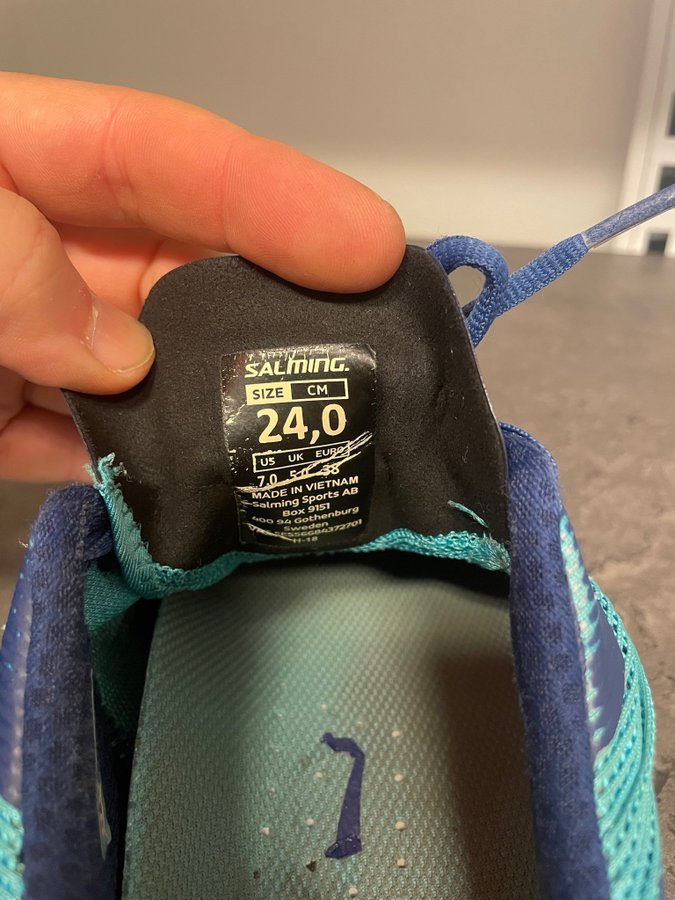 SALMING.
SIZE CM
24,0
US UK EURO
7.0 5.0 38
MADE IN VIETNAM
Salming Sports AB
Box 9151
400 94 Gothenburg
Sweden
H-18